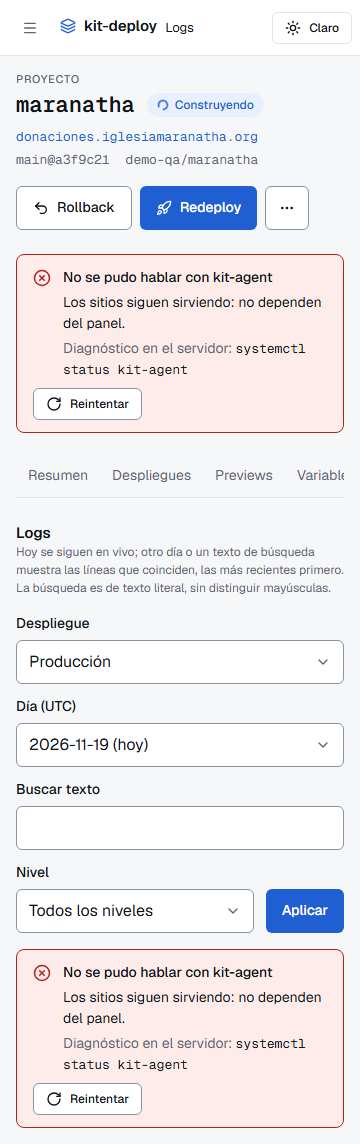 kit-deploy Logs
Claro
PROYECTO
maranatha Construyendo
donaciones.iglesiamaranatha.org
main@a3f9c21 demo-qa/maranatha
Rollback Redeploy ...
No se pudo hablar con kit-agent
Los sitios siguen sirviendo: no dependen
del panel.
Diagnóstico en el servidor: systemctl
status kit-agent
Reintentar
Resumen Despliegues Previews Variable
Logs
Hoy se siguen en vivo; otro día o un texto de búsqueda
muestra las líneas que coinciden, las más recientes primero.
La búsqueda es de texto literal, sin distinguir mayúsculas.
Despliegue
Producción
Día (UTC)
2026-11-19 (hoy)
Buscar texto
Nivel
Todos los niveles Aplicar
No se pudo hablar con kit-agent
Los sitios siguen sirviendo: no dependen
del panel.
Diagnóstico en el servidor: systemctl
status kit-agent
Reintentar